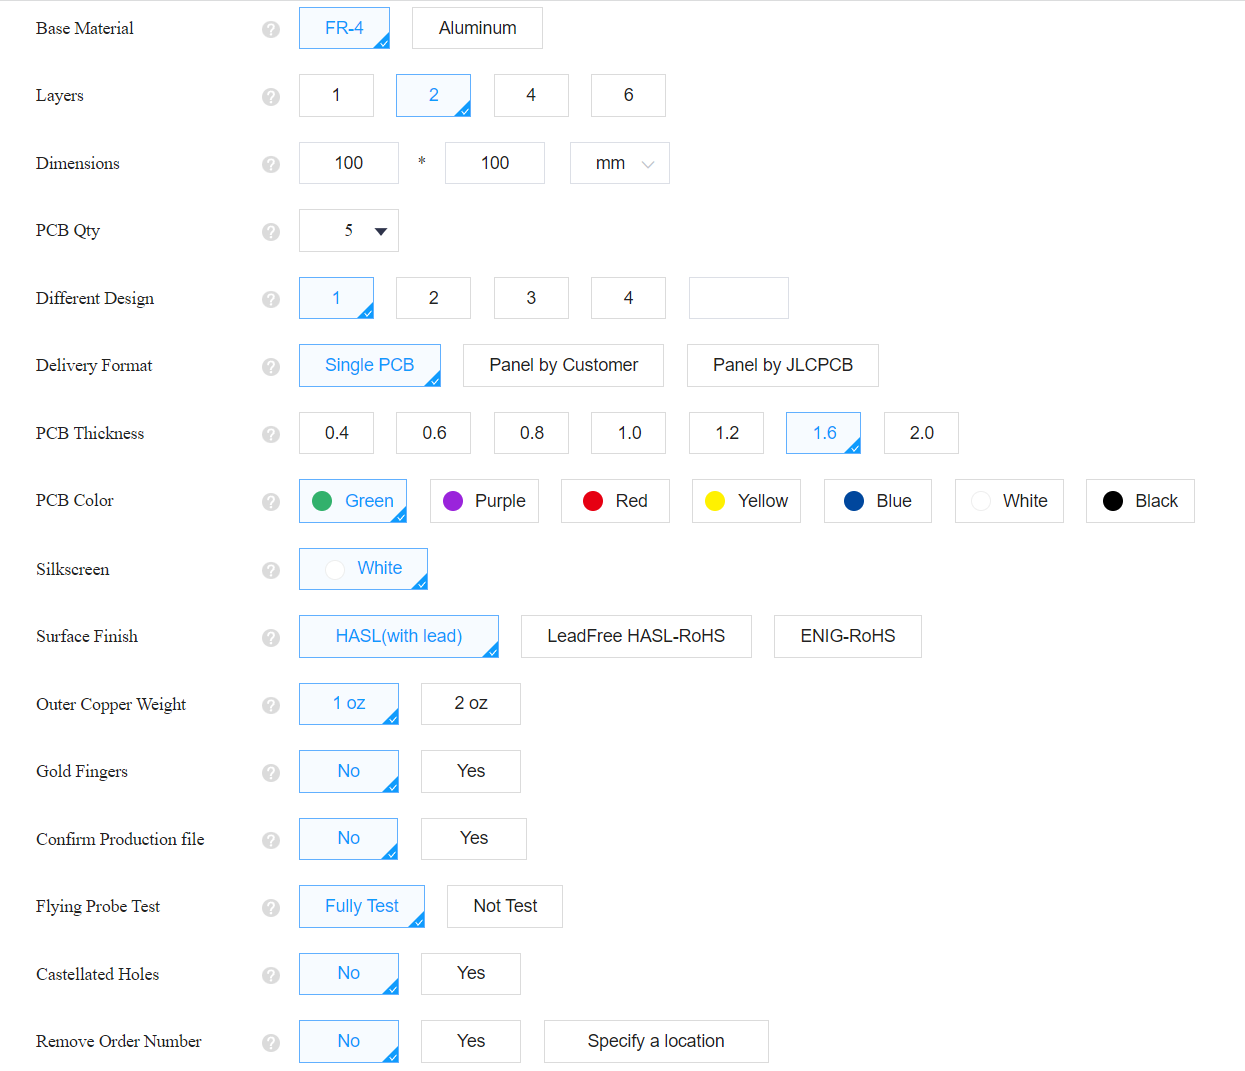 Base Material ? FR-4 Aluminum
Layers ? 1 2 4 6
Dimensions ? 100 * 100 mm
PCB Qty ? 5
Different Design ? 1 2 3 4
Delivery Format ? Single PCB Panel by Customer Panel by JLCPCB
PCB Thickness ? 0.4 0.6 0.8 1.0 1.2 1.6 2.0
PCB Color ? Green Purple Red Yellow Blue White Black
Silkscreen ? White
Surface Finish ? HASL(with lead) LeadFree HASL-RoHS ENIG-RoHS
Outer Copper Weight ? 1 oz 2 oz
Gold Fingers ? No Yes
Confirm Production file ? No Yes
Flying Probe Test ? Fully Test Not Test
Castellated Holes ? No Yes
Remove Order Number ? No Yes Specify a location